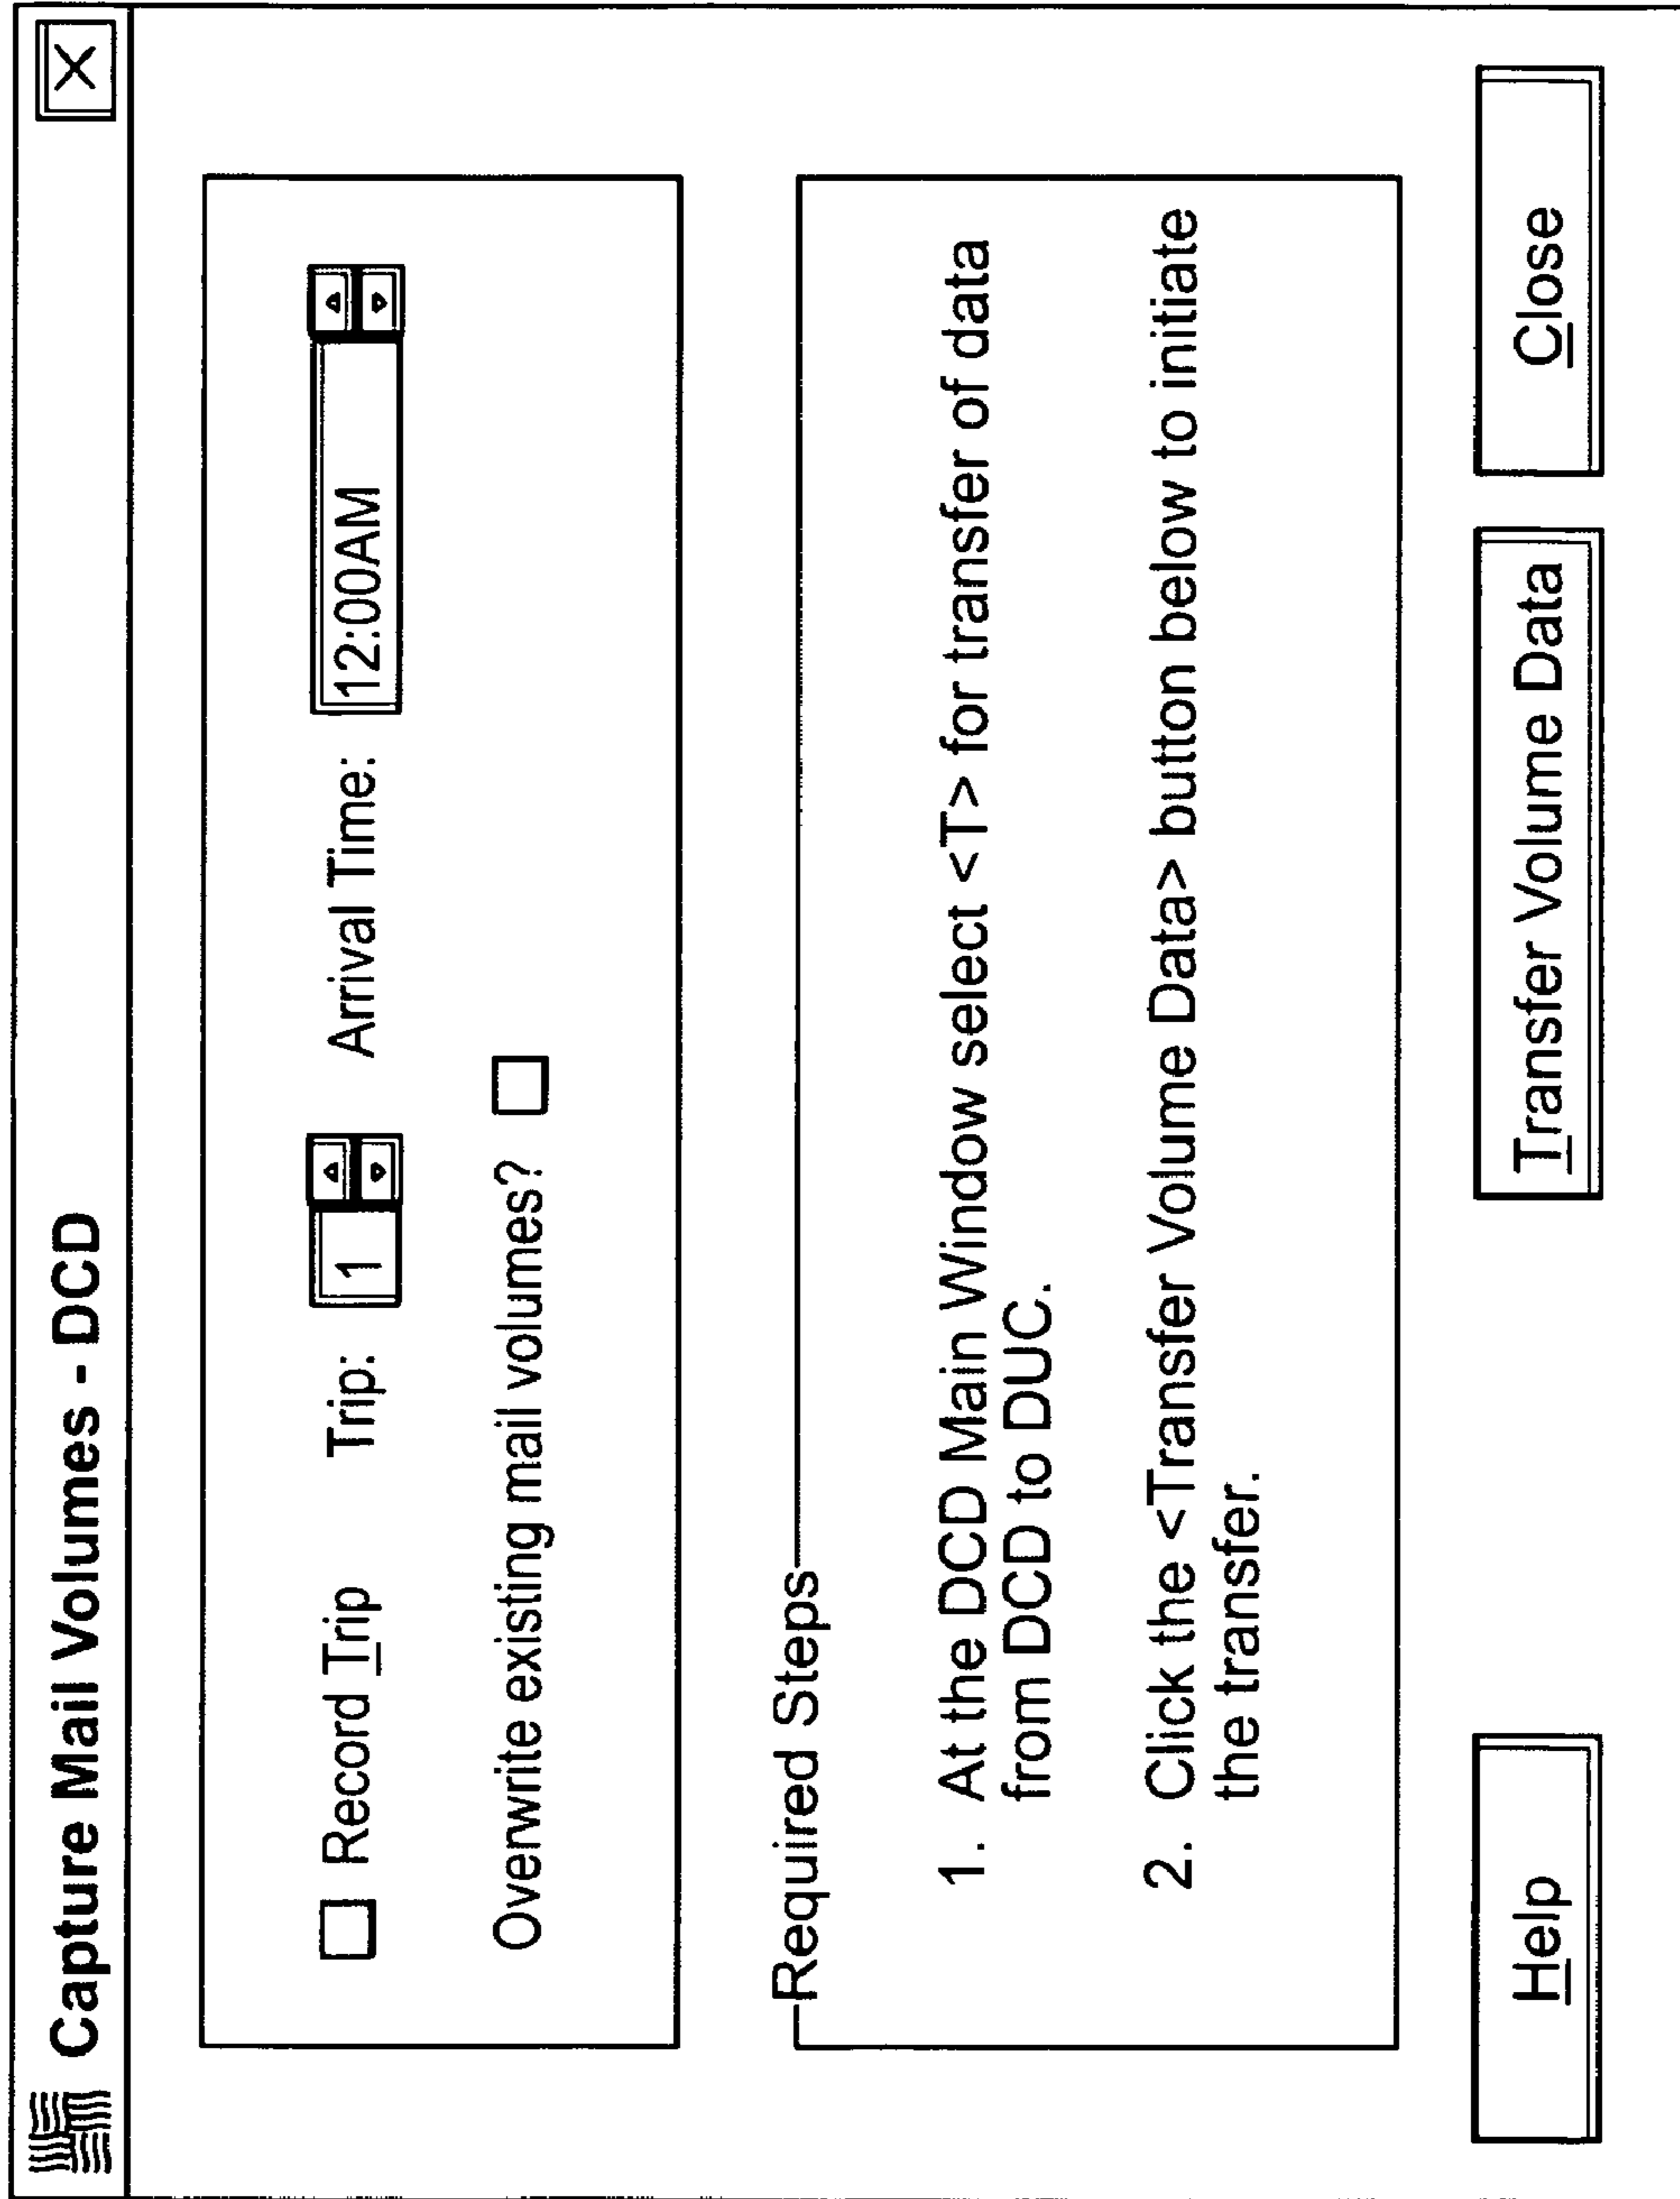 Capture Mail Volumes - DCD
Record Trip Trip: 1 Arrival Time: 12:00AM
Overwrite existing mail volumes?
Required Steps
1. At the DCD Main Window select <T> for transfer of data
from DCD to DUC.
2. Click the <Transfer Volume Data> button below to initiate
the transfer.
Help Transfer Volume Data Close